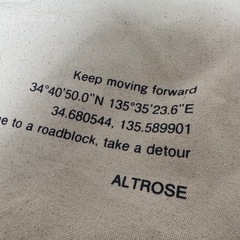 Keep moving forward
34°40'50.0"N 135°35'23.6"E
34.680544, 135.589901
e to a roadblock, take a detour
ALTROSE